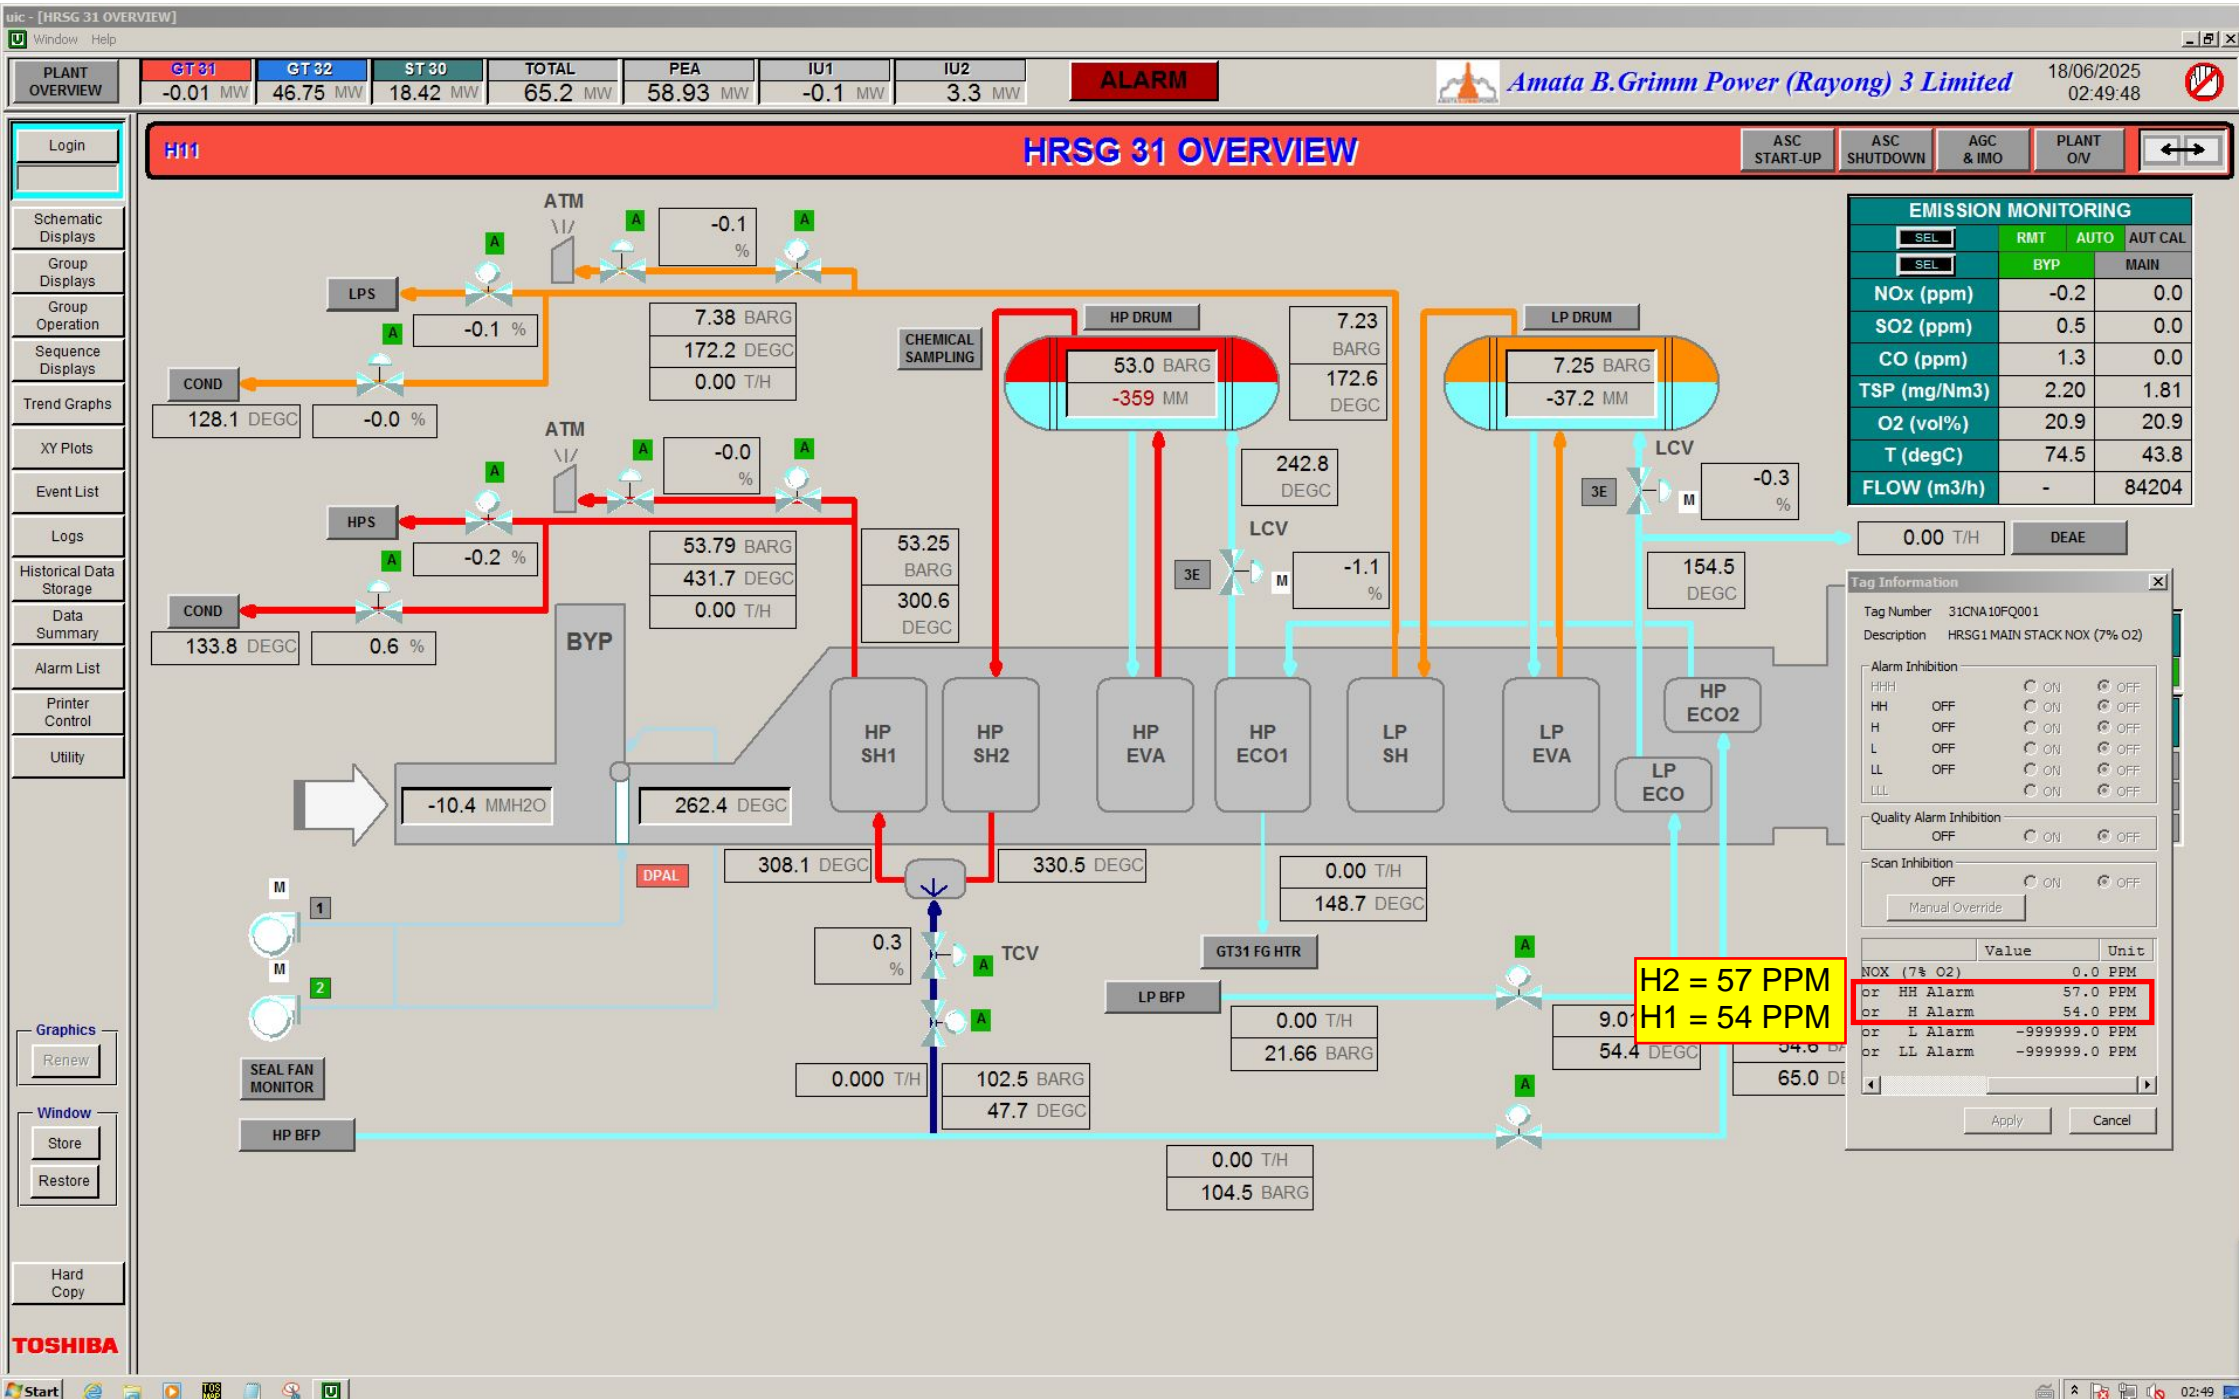 uic - [HRSG 31 OVERVIEW]
Window Help
PLANT OVERVIEW
GT 31 GT 32 ST 30 TOTAL PEA IU1 IU2
-0.01 MW 46.75 MW 18.42 MW 65.2 MW 58.93 MW -0.1 MW 3.3 MW
ALARM
Amata B.Grimm Power (Rayong) 3 Limited
18/06/2025
02:49:48
Login
Schematic Displays
Group Displays
Group Operation
Sequence Displays
Trend Graphs
XY Plots
Event List
Logs
Historical Data Storage
Data Summary
Alarm List
Printer Control
Utility
Graphics
Renew
Window
Store
Restore
Hard Copy
TOSHIBA
H11
HRSG 31 OVERVIEW
ASC START-UP
ASC SHUTDOWN
AGC & IMO
PLANT O/V
ATM
A
-0.1 %
A
A
LPS
-0.1 %
A
COND
128.1 DEGC
-0.0 %
7.38 BARG
172.2 DEGC
0.00 T/H
CHEMICAL SAMPLING
HP DRUM
53.0 BARG
-359 MM
7.23 BARG
172.6 DEGC
LP DRUM
7.25 BARG
-37.2 MM
ATM
A
-0.0 %
A
A
HPS
-0.2 %
A
COND
133.8 DEGC
0.6 %
53.79 BARG
431.7 DEGC
0.00 T/H
53.25 BARG
300.6 DEGC
242.8 DEGC
LCV
3E
M
-1.1 %
LCV
3E
M
-0.3 %
154.5 DEGC
0.00 T/H
DEAE
EMISSION MONITORING
SEL RMT AUTO AUT CAL
SEL BYP MAIN
NOx (ppm) -0.2 0.0
SO2 (ppm) 0.5 0.0
CO (ppm) 1.3 0.0
TSP (mg/Nm3) 2.20 1.81
O2 (vol%) 20.9 20.9
T (degC) 74.5 43.8
FLOW (m3/h) - 84204
BYP
-10.4 MMH2O
262.4 DEGC
HP SH1
HP SH2
HP EVA
HP ECO1
LP SH
LP EVA
LP ECO
HP ECO2
DPAL
308.1 DEGC
330.5 DEGC
M
1
M
2
SEAL FAN MONITOR
0.3 %
TCV
A
A
0.000 T/H
102.5 BARG
47.7 DEGC
HP BFP
0.00 T/H
148.7 DEGC
GT31 FG HTR
LP BFP
0.00 T/H
21.66 BARG
A
9.0
54.4 DEGC
54.6
65.0
A
0.00 T/H
104.5 BARG
H2 = 57 PPM
H1 = 54 PPM
Tag Information
Tag Number 31CNA10FQ001
Description HRSG1 MAIN STACK NOX (7% O2)
Alarm Inhibition
HHH ON OFF
HH OFF ON OFF
H OFF ON OFF
L OFF ON OFF
LL OFF ON OFF
LLL ON OFF
Quality Alarm Inhibition
OFF ON OFF
Scan Inhibition
OFF ON OFF
Manual Override
Value Unit
NOX (7% O2) 0.0 PPM
or HH Alarm 57.0 PPM
or H Alarm 54.0 PPM
or L Alarm -999999.0 PPM
or LL Alarm -999999.0 PPM
Apply Cancel
Start
02:49